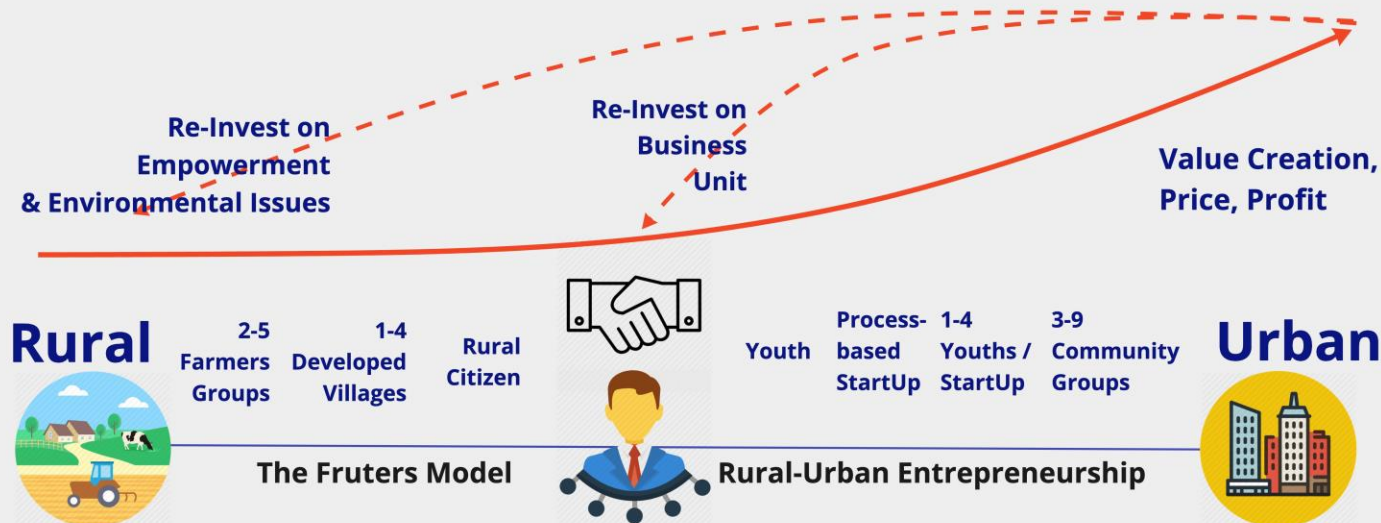 Re-Invest on
Empowerment
& Environmental Issues
Re-Invest on
Business
Unit
Value Creation,
Price, Profit
Rural
2-5
Farmers
Groups
1-4
Developed
Villages
Rural
Citizen
Youth
Process-
based
StartUp
1-4
Youths /
StartUp
3-9
Community
Groups
Urban
The Fruters Model
Rural-Urban Entrepreneurship